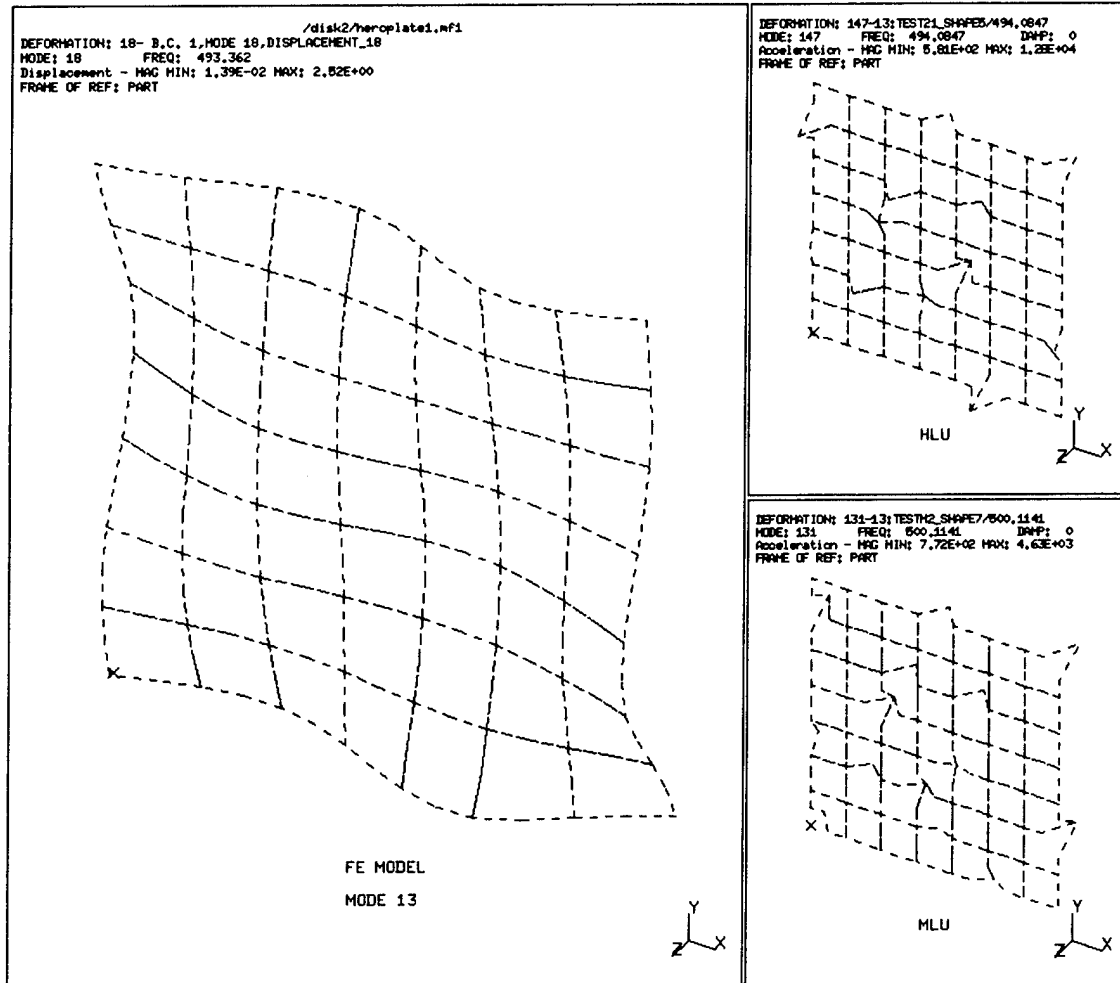 /disk2/heroplate1.mf1
DEFORMATION: 18- B.C. 1,MODE 18,DISPLACEMENT_18
MODE: 18 FREQ: 493.362
Displacement - MAG MIN: 1.39E-02 MAX: 2.52E+00
FRAME OF REF: PART
X
FE MODEL
MODE 13
Y
Z X
DEFORMATION: 147-13:TEST21_SHAPE5/494.0847
MODE: 147 FREQ: 494.0847 DAMP: 0
Acceleration - MAG MIN: 5.81E+02 MAX: 1.28E+04
FRAME OF REF: PART
X
HLU
Y
Z X
DEFORMATION: 131-13:TESTM2_SHAPE7/500.1141
MODE: 131 FREQ: 500.1141 DAMP: 0
Acceleration - MAG MIN: 7.72E+02 MAX: 4.63E+03
FRAME OF REF: PART
X
MLU
Y
Z X